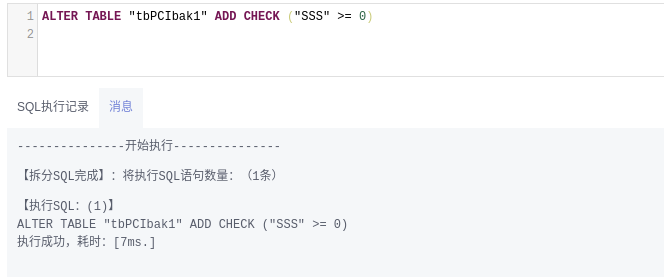 1 ALTER TABLE "tbPCIbak1" ADD CHECK ("SSS" >= 0)
2
SQL执行记录 消息
---------------开始执行---------------
【拆分SQL完成】: 将执行SQL语句数量: （1条）
【执行SQL: (1)】
ALTER TABLE "tbPCIbak1" ADD CHECK ("SSS" >= 0)
执行成功，耗时: [7ms.]